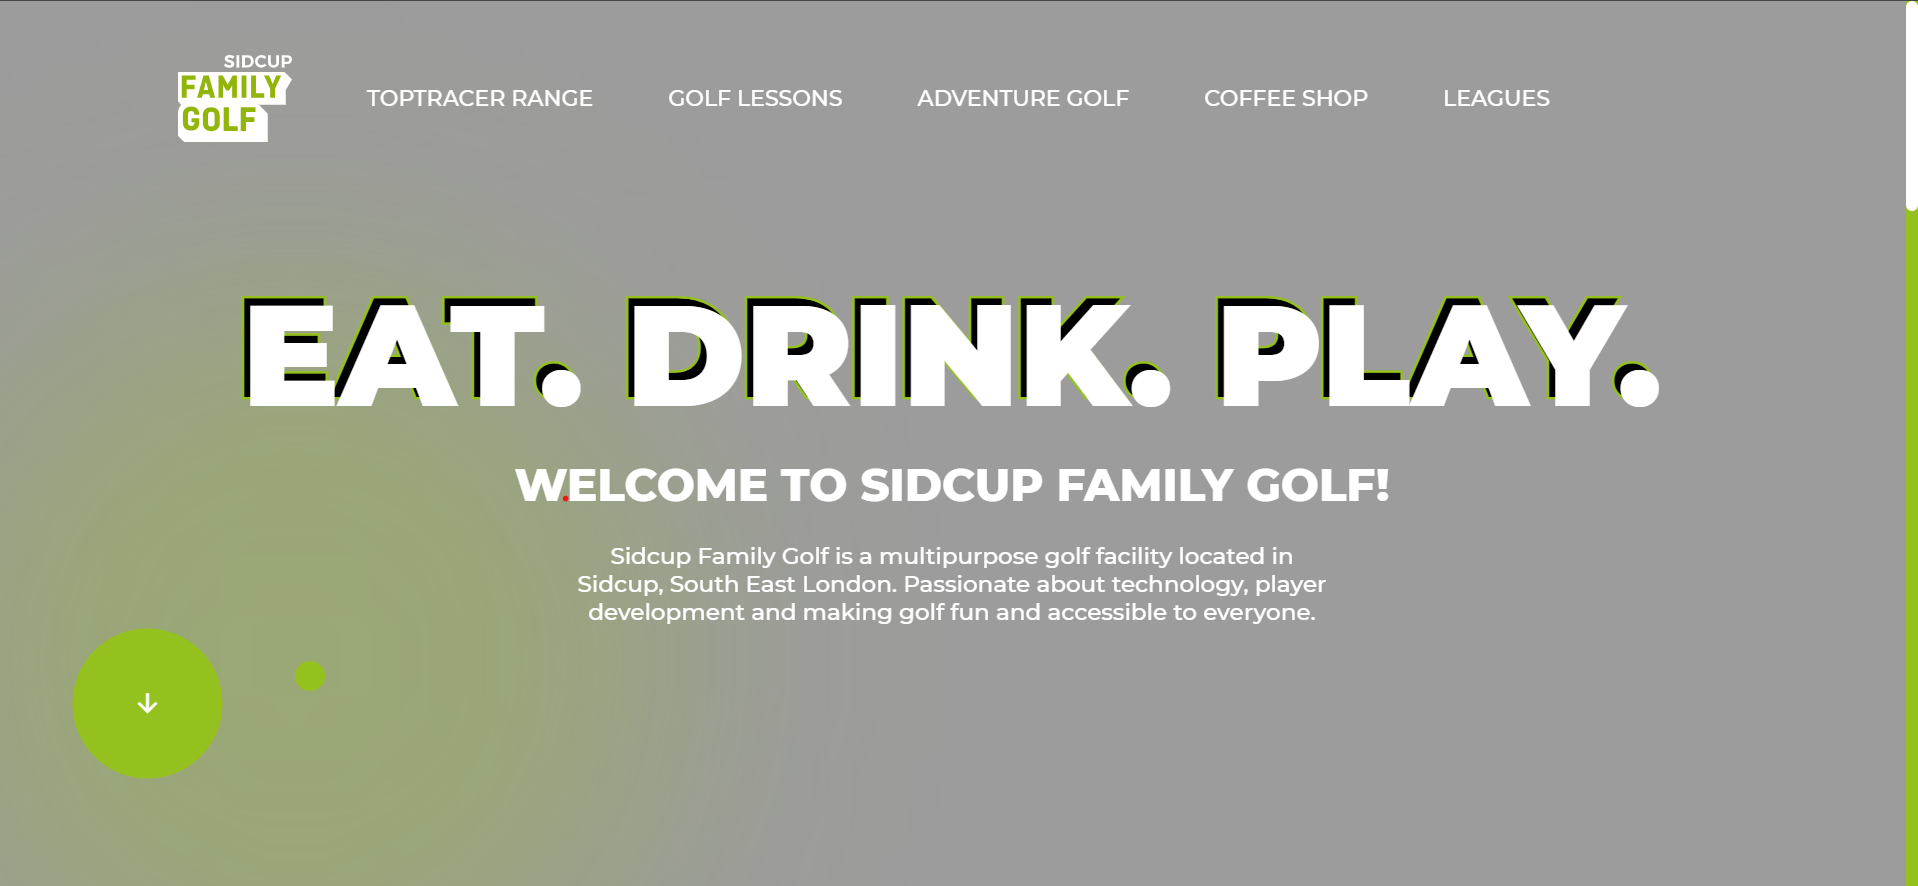 SIDCUP
FAMILY
GOLF
TOPTRACER RANGE GOLF LESSONS ADVENTURE GOLF COFFEE SHOP LEAGUES
EAT. DRINK. PLAY.
WELCOME TO SIDCUP FAMILY GOLF!
Sidcup Family Golf is a multipurpose golf facility located in
Sidcup, South East London. Passionate about technology, player
development and making golf fun and accessible to everyone.